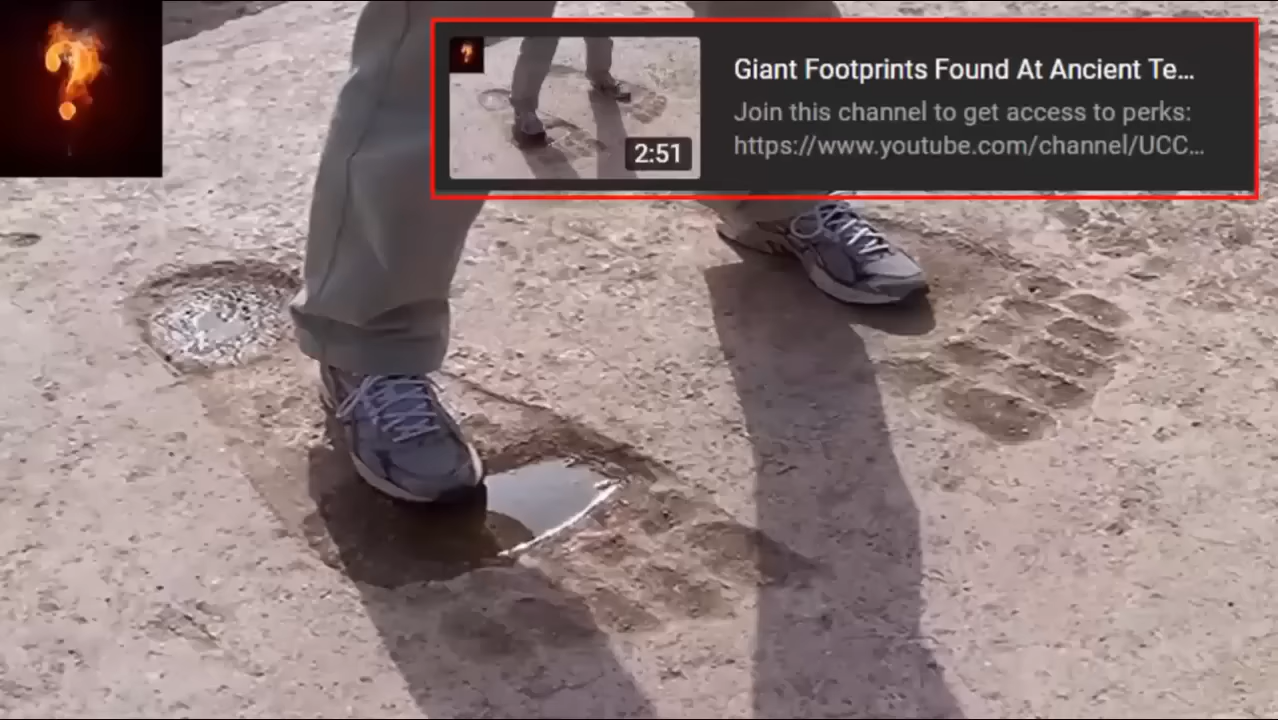 Giant Footprints Found At Ancient Te...
Join this channel to get access to perks:
https://www.youtube.com/channel/UCC...
2:51